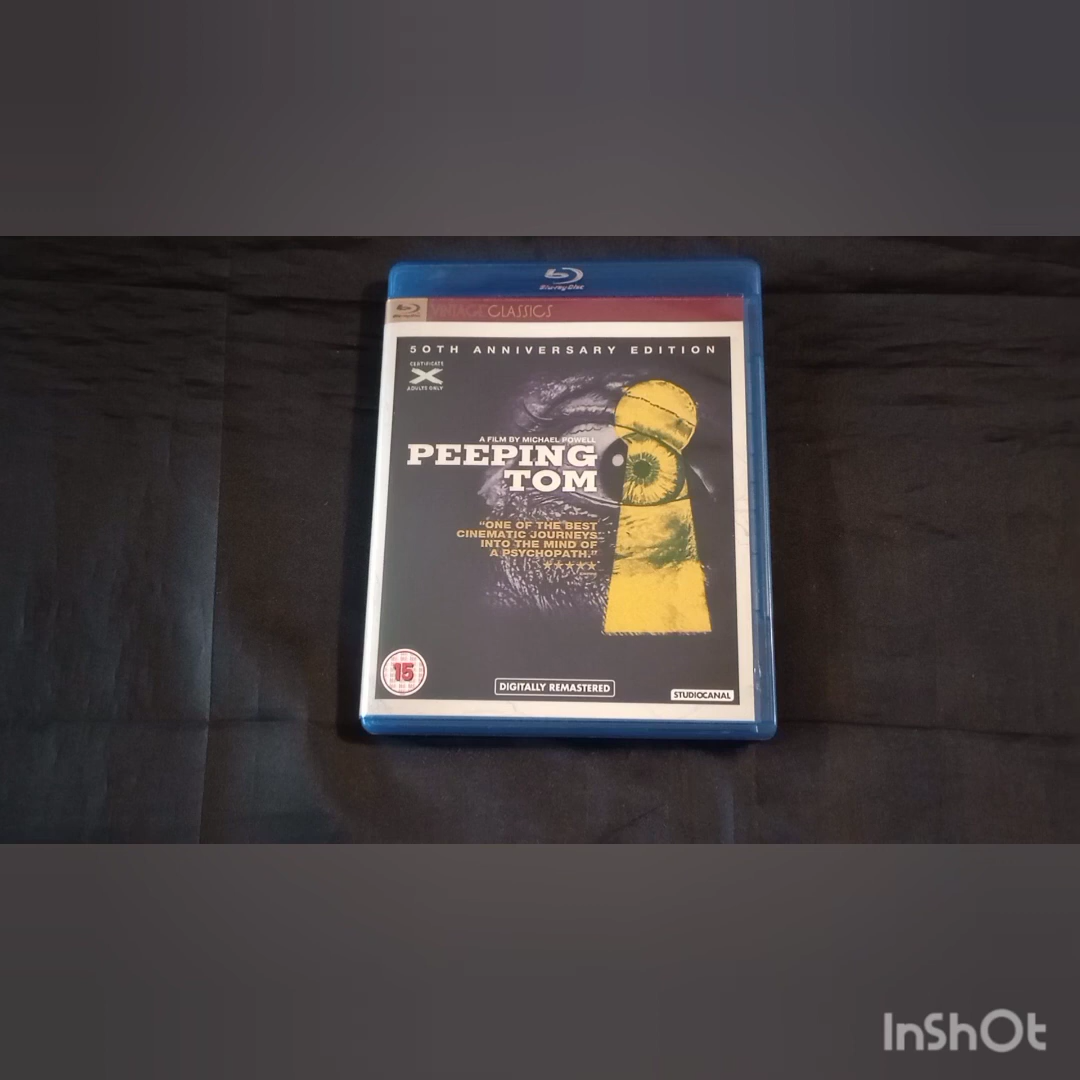 Blu-ray Disc
VINTAGE CLASSICS
50TH ANNIVERSARY EDITION
CERTIFICATE
X
ADULTS ONLY
A FILM BY MICHAEL POWELL
PEEPING
TOM
"ONE OF THE BEST
CINEMATIC JOURNEYS
INTO THE MIND OF
A PSYCHOPATH."
★★★★★
15
DIGITALLY REMASTERED
STUDIOCANAL
InShOt